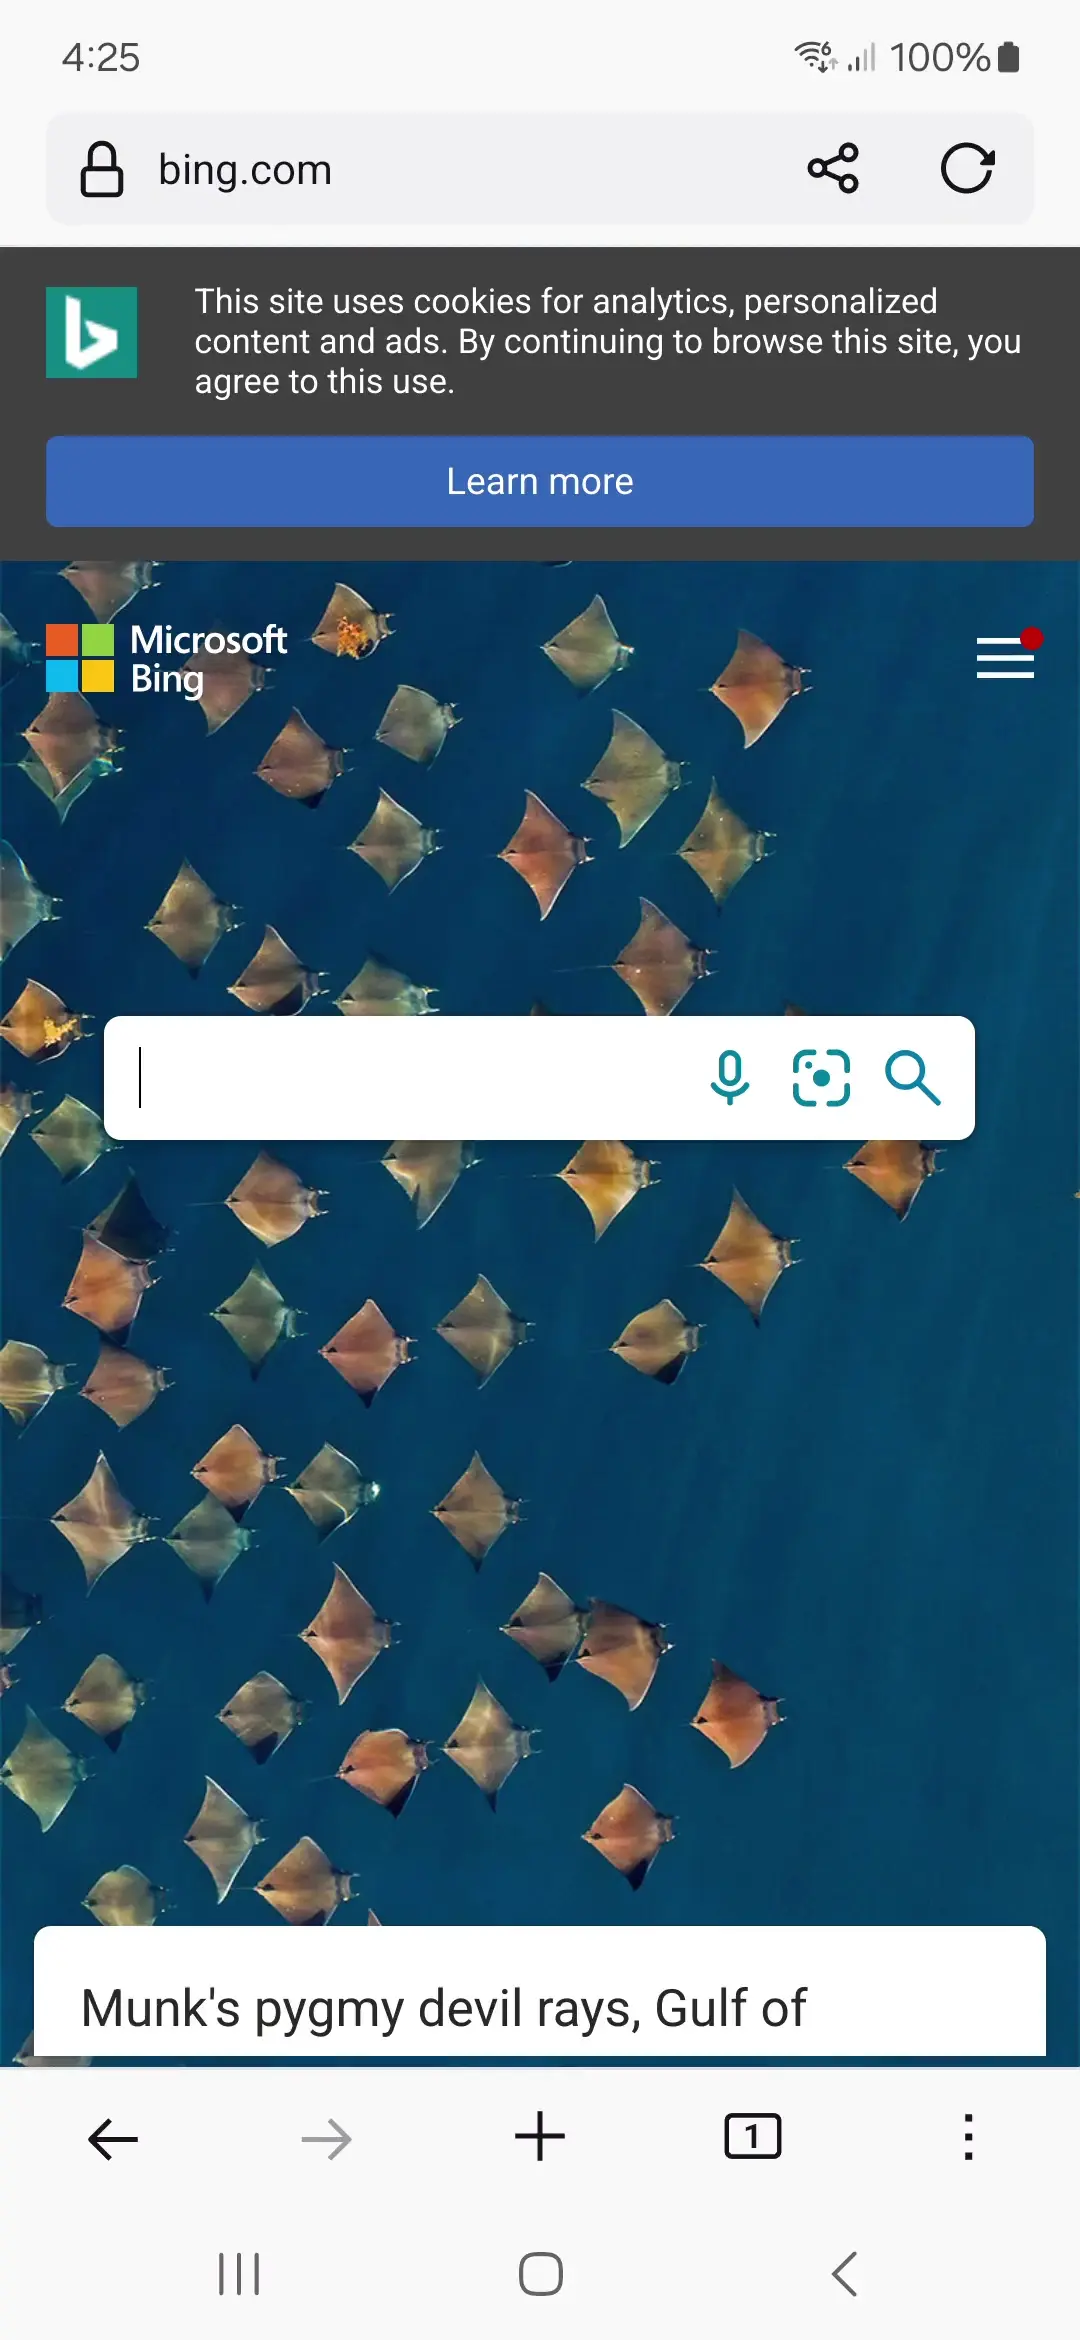 4:25
6
100%
bing.com
This site uses cookies for analytics, personalized
content and ads. By continuing to browse this site, you
agree to this use.
Learn more
Microsoft
Bing
Munk's pygmy devil rays, Gulf of
1